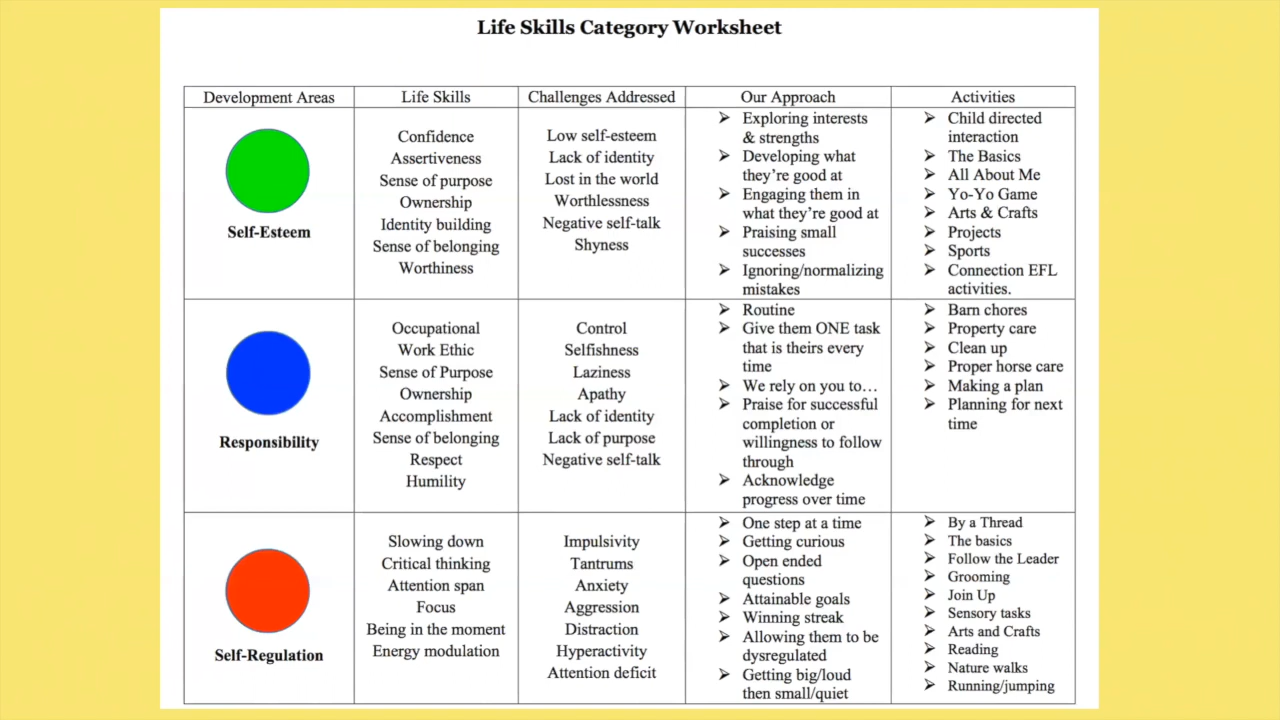 Life Skills Category Worksheet
Development Areas
Life Skills
Challenges Addressed
Our Approach
Activities
Self-Esteem
Confidence
Assertiveness
Sense of purpose
Ownership
Identity building
Sense of belonging
Worthiness
Low self-esteem
Lack of identity
Lost in the world
Worthlessness
Negative self-talk
Shyness
➢ Exploring interests
& strengths
➢ Developing what
they're good at
➢ Engaging them in
what they're good at
➢ Praising small
successes
➢ Ignoring/normalizing
mistakes
➢ Child directed
interaction
➢ The Basics
➢ All About Me
➢ Yo-Yo Game
➢ Arts & Crafts
➢ Projects
➢ Sports
➢ Connection EFL
activities.
Responsibility
Occupational
Work Ethic
Sense of Purpose
Ownership
Accomplishment
Sense of belonging
Respect
Humility
Control
Selfishness
Laziness
Apathy
Lack of identity
Lack of purpose
Negative self-talk
➢ Routine
➢ Give them ONE task
that is theirs every
time
➢ We rely on you to…
➢ Praise for successful
completion or
willingness to follow
through
➢ Acknowledge
progress over time
➢ Barn chores
➢ Property care
➢ Clean up
➢ Proper horse care
➢ Making a plan
➢ Planning for next
time
Self-Regulation
Slowing down
Critical thinking
Attention span
Focus
Being in the moment
Energy modulation
Impulsivity
Tantrums
Anxiety
Aggression
Distraction
Hyperactivity
Attention deficit
➢ One step at a time
➢ Getting curious
➢ Open ended
questions
➢ Attainable goals
➢ Winning streak
➢ Allowing them to be
dysregulated
➢ Getting big/loud
then small/quiet
➢ By a Thread
➢ The basics
➢ Follow the Leader
➢ Grooming
➢ Join Up
➢ Sensory tasks
➢ Arts and Crafts
➢ Reading
➢ Nature walks
➢ Running/jumping